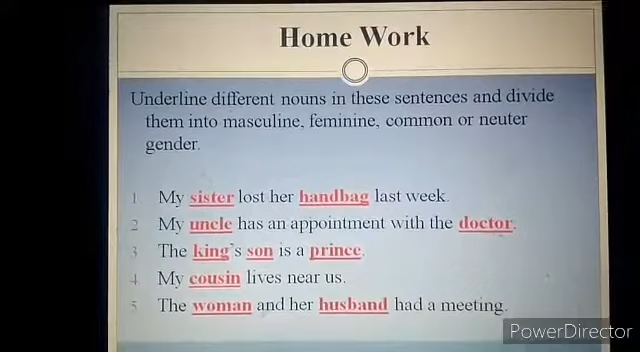 Home Work
Underline different nouns in these sentences and divide
them into masculine, feminine, common or neuter
gender.
1. My sister lost her handbag last week.
2. My uncle has an appointment with the doctor.
3. The king's son is a prince.
4. My cousin lives near us.
5. The woman and her husband had a meeting.
PowerDirector